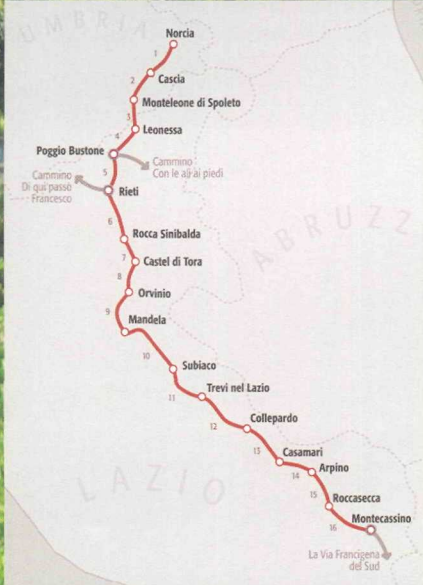 UMBRIA
Norcia
1
Cascia
2
Monteleone di Spoleto
3
Leonessa
4
Poggio Bustone
Cammino
Con le ali ai piedi
Cammino
Di qui passò
Francesco
5
Rieti
6
Rocca Sinibalda
7
Castel di Tora
8
Orvinio
9
Mandela
ABRUZZ
10
Subiaco
11
Trevi nel Lazio
12
Collepardo
13
Casamari
14
Arpino
15
Roccasecca
16
Montecassino
LAZIO
La Via Francigena
del Sud